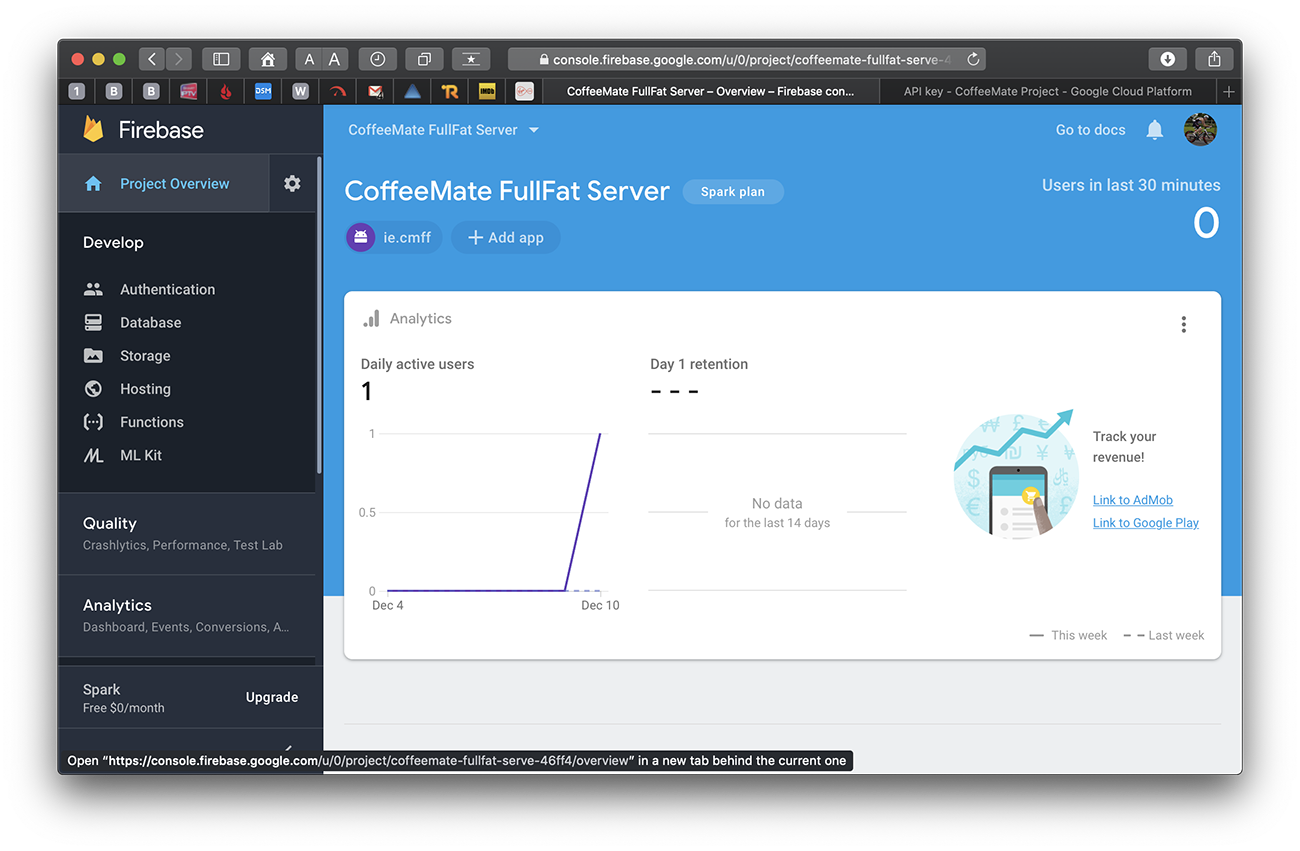 A A
console.firebase.google.com/u/0/project/coffeemate-fullfat-serve-4
1 B B DSM W TR IMDb
CoffeeMate FullFat Server – Overview – Firebase con...
API key - CoffeeMate Project - Google Cloud Platform
Firebase
CoffeeMate FullFat Server
Go to docs
Project Overview
CoffeeMate FullFat Server
Spark plan
Users in last 30 minutes
0
ie.cmff
Add app
Develop
Authentication
Database
Storage
Hosting
Functions
ML Kit
Quality
Crashlytics, Performance, Test Lab
Analytics
Dashboard, Events, Conversions, A...
Spark
Free $0/month
Upgrade
Analytics
Daily active users
1
1
0.5
0
Dec 4
Dec 10
Day 1 retention
- - -
No data
for the last 14 days
Track your
revenue!
Link to AdMob
Link to Google Play
This week
Last week
Open “https://console.firebase.google.com/u/0/project/coffeemate-fullfat-serve-46ff4/overview” in a new tab behind the current one